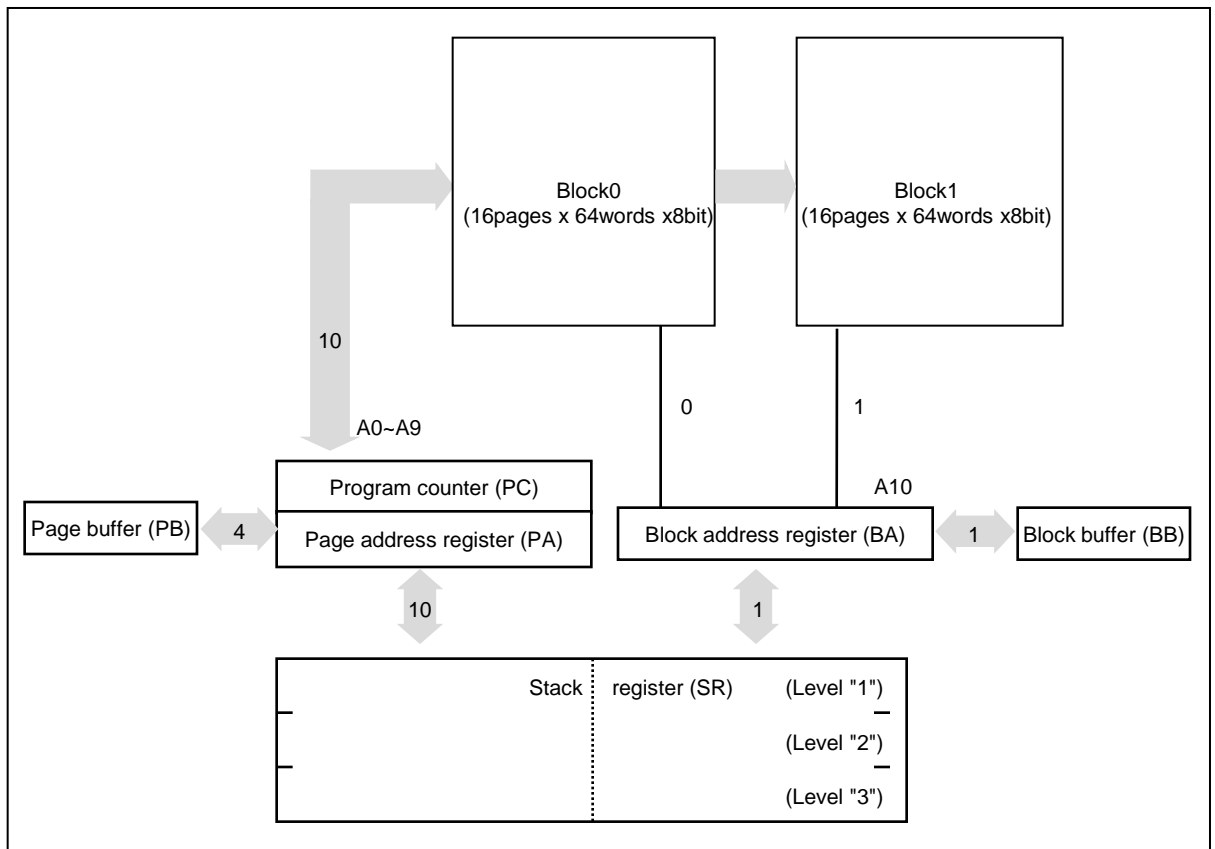 Block0
(16pages x 64words x8bit)
Block1
(16pages x 64words x8bit)
10
0
1
A0~A9
A10
Program counter (PC)
Page buffer (PB)
4
Page address register (PA)
Block address register (BA)
1
Block buffer (BB)
10
1
Stack register (SR) (Level "1")
(Level "2")
(Level "3")